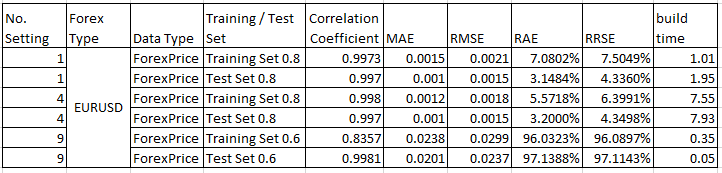 No. Setting | Forex Type | Data Type | Training / Test Set | Correlation Coefficient | MAE | RMSE | RAE | RRSE | build time
1 | EURUSD | ForexPrice | Training Set 0.8 | 0.9973 | 0.0015 | 0.0021 | 7.0802% | 7.5049% | 1.01
1 | ForexPrice | Test Set 0.8 | 0.997 | 0.001 | 0.0015 | 3.1484% | 4.3360% | 1.95
4 | ForexPrice | Training Set 0.8 | 0.998 | 0.0012 | 0.0018 | 5.5718% | 6.3991% | 7.55
4 | ForexPrice | Test Set 0.8 | 0.997 | 0.001 | 0.0015 | 3.2000% | 4.3498% | 7.93
9 | ForexPrice | Training Set 0.6 | 0.8357 | 0.0238 | 0.0299 | 96.0323% | 96.0897% | 0.35
9 | ForexPrice | Test Set 0.6 | 0.9981 | 0.0201 | 0.0237 | 97.1388% | 97.1143% | 0.05